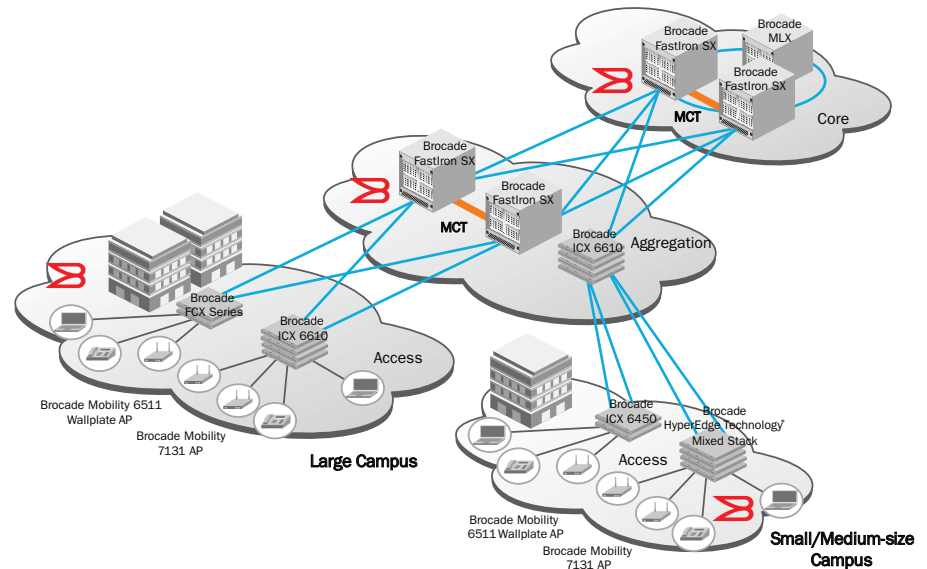 Brocade
MLX
Brocade
FastIron SX
Brocade
FastIron SX
MCT
Core
Brocade
FastIron SX
Brocade
FastIron SX
MCT
Brocade
ICX 6610
Aggregation
Brocade
FCX Series
Brocade
ICX 6610
Access
Brocade Mobility 6511
Wallplate AP
Brocade Mobility
7131 AP
Large Campus
Brocade
ICX 6450
Brocade
HyperEdge Technology
Mixed Stack
Access
Brocade Mobility
6511 Wallplate AP
Brocade Mobility
7131 AP
Small/Medium-size
Campus